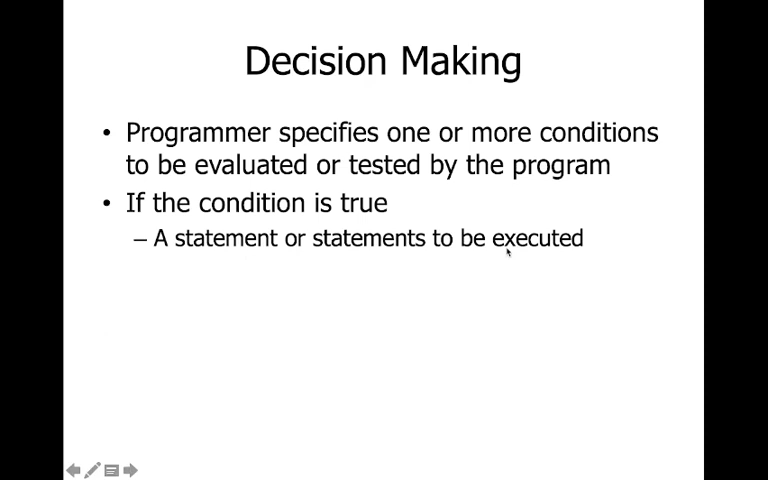 Decision Making
• Programmer specifies one or more conditions
to be evaluated or tested by the program
• If the condition is true
– A statement or statements to be executed